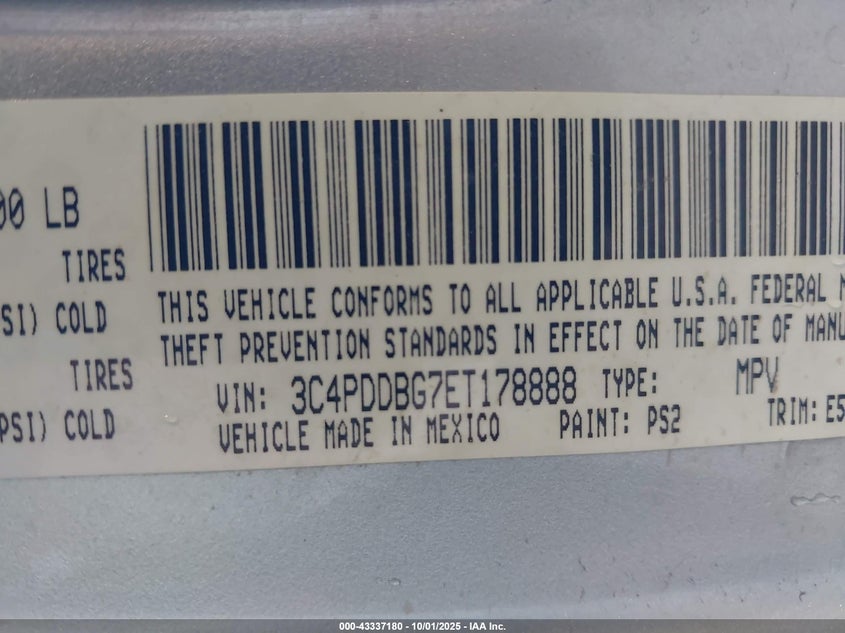 00 LB
TIRES
SI) COLD
TIRES
PSI) COLD
THIS VEHICLE CONFORMS TO ALL APPLICABLE U.S.A. FEDERAL M
THEFT PREVENTION STANDARDS IN EFFECT ON THE DATE OF MANU
VIN: 3C4PDDBG7ET178888 TYPE: MPV
VEHICLE MADE IN MEXICO PAINT: PS2 TRIM: E5
000-43337180 - 10/01/2025 - IAA Inc.